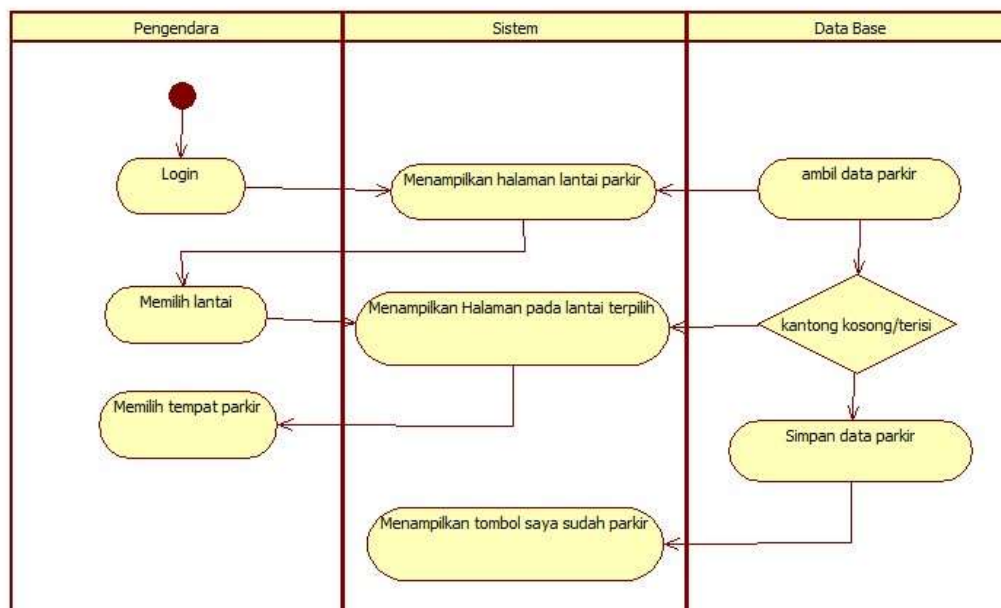 Pengendara
Sistem
Data Base
Login
Menampilkan halaman lantai parkir
ambil data parkir
Memilih lantai
Menampilkan Halaman pada lantai terpilih
kantong kosong/terisi
Memilih tempat parkir
Simpan data parkir
Menampilkan tombol saya sudah parkir